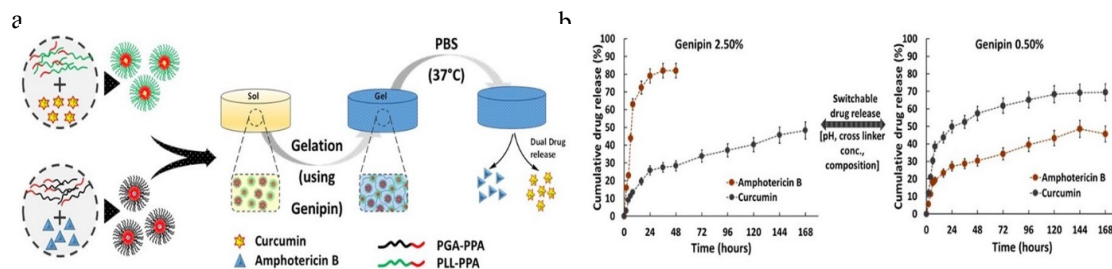 a
PBS
(37°C)
Sol
Gel
Gelation
(using
Genipin)
Dual Drug
release
Curcumin
Amphotericin B
PGA-PPA
PLL-PPA
b
Genipin 2.50%
Cumulative drug release (%)
100
90
80
70
60
50
40
30
20
10
0
Amphotericin B
Curcumin
0 24 48 72 96 120 144 168
Time (hours)
Switchable
drug release
[pH, cross linker
conc.,
composition]
Genipin 0.50%
Cumulative drug release (%)
100
90
80
70
60
50
40
30
20
10
0
Amphotericin B
Curcumin
0 24 48 72 96 120 144 168
Time (hours)